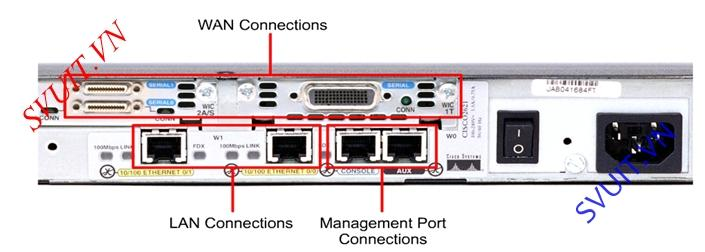 WAN Connections
SVUIT.VN
SERIAL1
SERIAL
SERIAL0
CONN
CONN
CONN
WIC
2A/S
WIC
1T
JAB041684FT
W1
W0
CISCO2621
100Mbps LINK
FDX
100Mbps LINK
10/100 ETHERNET 0/1
10/100 ETHERNET 0/0
CONSOLE
AUX
CISCO SYSTEMS
SVUIT.VN
LAN Connections
Management Port
Connections